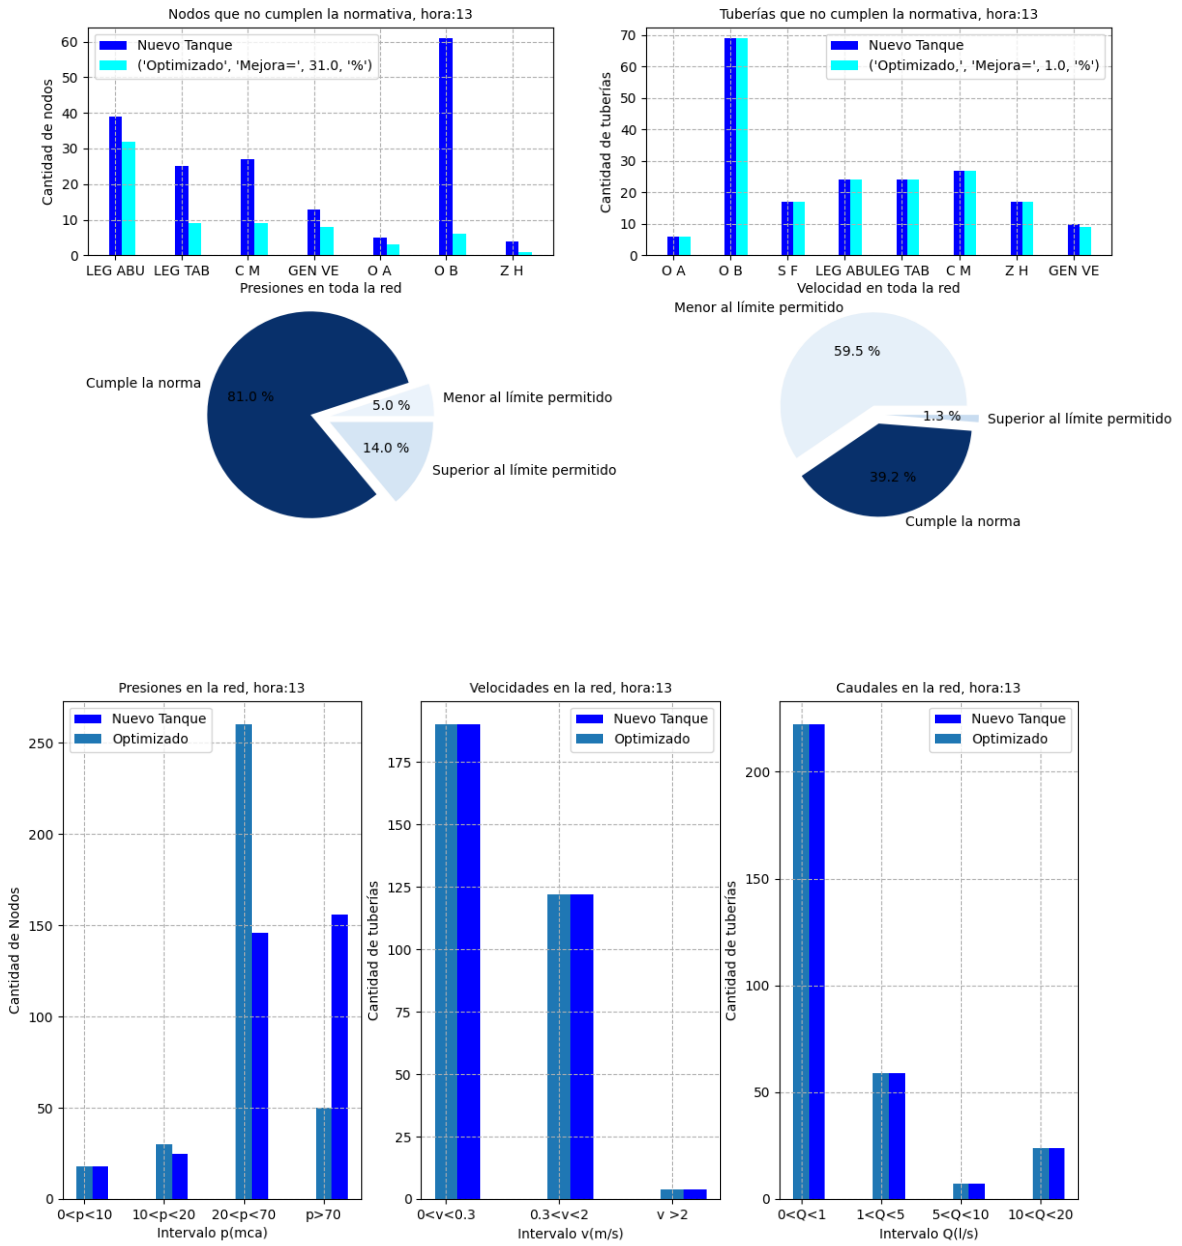 Nodos que no cumplen la normativa, hora:13
Cantidad de nodos
60
50
40
30
20
10
0
Nuevo Tanque
('Optimizado', 'Mejora=', 31.0, '%')
LEG ABU LEG TAB C M GEN VE O A O B Z H
Tuberías que no cumplen la normativa, hora:13
Cantidad de tuberías
70
60
50
40
30
20
10
0
Nuevo Tanque
('Optimizado,', 'Mejora=', 1.0, '%')
O A O B S F LEG ABU LEG TAB C M Z H GEN VE
Presiones en toda la red
Cumple la norma
81.0 %
Menor al límite permitido
5.0 %
14.0 %
Superior al límite permitido
Velocidad en toda la red
Menor al límite permitido
59.5 %
1.3 %
Superior al límite permitido
39.2 %
Cumple la norma
Presiones en la red, hora:13
Cantidad de Nodos
250
200
150
100
50
0
Nuevo Tanque
Optimizado
0<p<10 10<p<20 20<p<70 p>70
Intervalo p(mca)
Velocidades en la red, hora:13
Cantidad de tuberías
175
150
125
100
75
50
25
0
Nuevo Tanque
Optimizado
0<v<0.3 0.3<v<2 v >2
Intervalo v(m/s)
Caudales en la red, hora:13
Cantidad de tuberías
200
150
100
50
0
Nuevo Tanque
Optimizado
0<Q<1 1<Q<5 5<Q<10 10<Q<20
Intervalo Q(l/s)